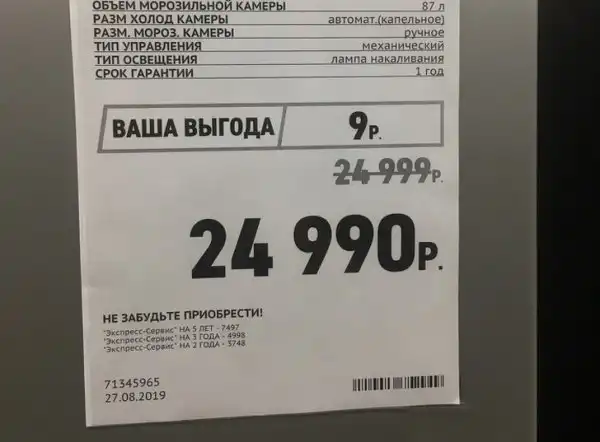 ОБЪЕМ МОРОЗИЛЬНОЙ КАМЕРЫ 87 л
РАЗМ ХОЛОД КАМЕРЫ автомат.(капельное)
РАЗМ. МОРОЗ. КАМЕРЫ ручное
ТИП УПРАВЛЕНИЯ механический
ТИП ОСВЕЩЕНИЯ лампа накаливания
СРОК ГАРАНТИИ 1 год
ВАША ВЫГОДА 9Р.
24 999Р.
24 990Р.
НЕ ЗАБУДЬТЕ ПРИОБРЕСТИ!
"Экспресс-Сервис" НА 5 ЛЕТ - 7497
"Экспресс-Сервис" НА 3 ГОДА - 4998
"Экспресс-Сервис" НА 2 ГОДА - 3748
71345965
27.08.2019